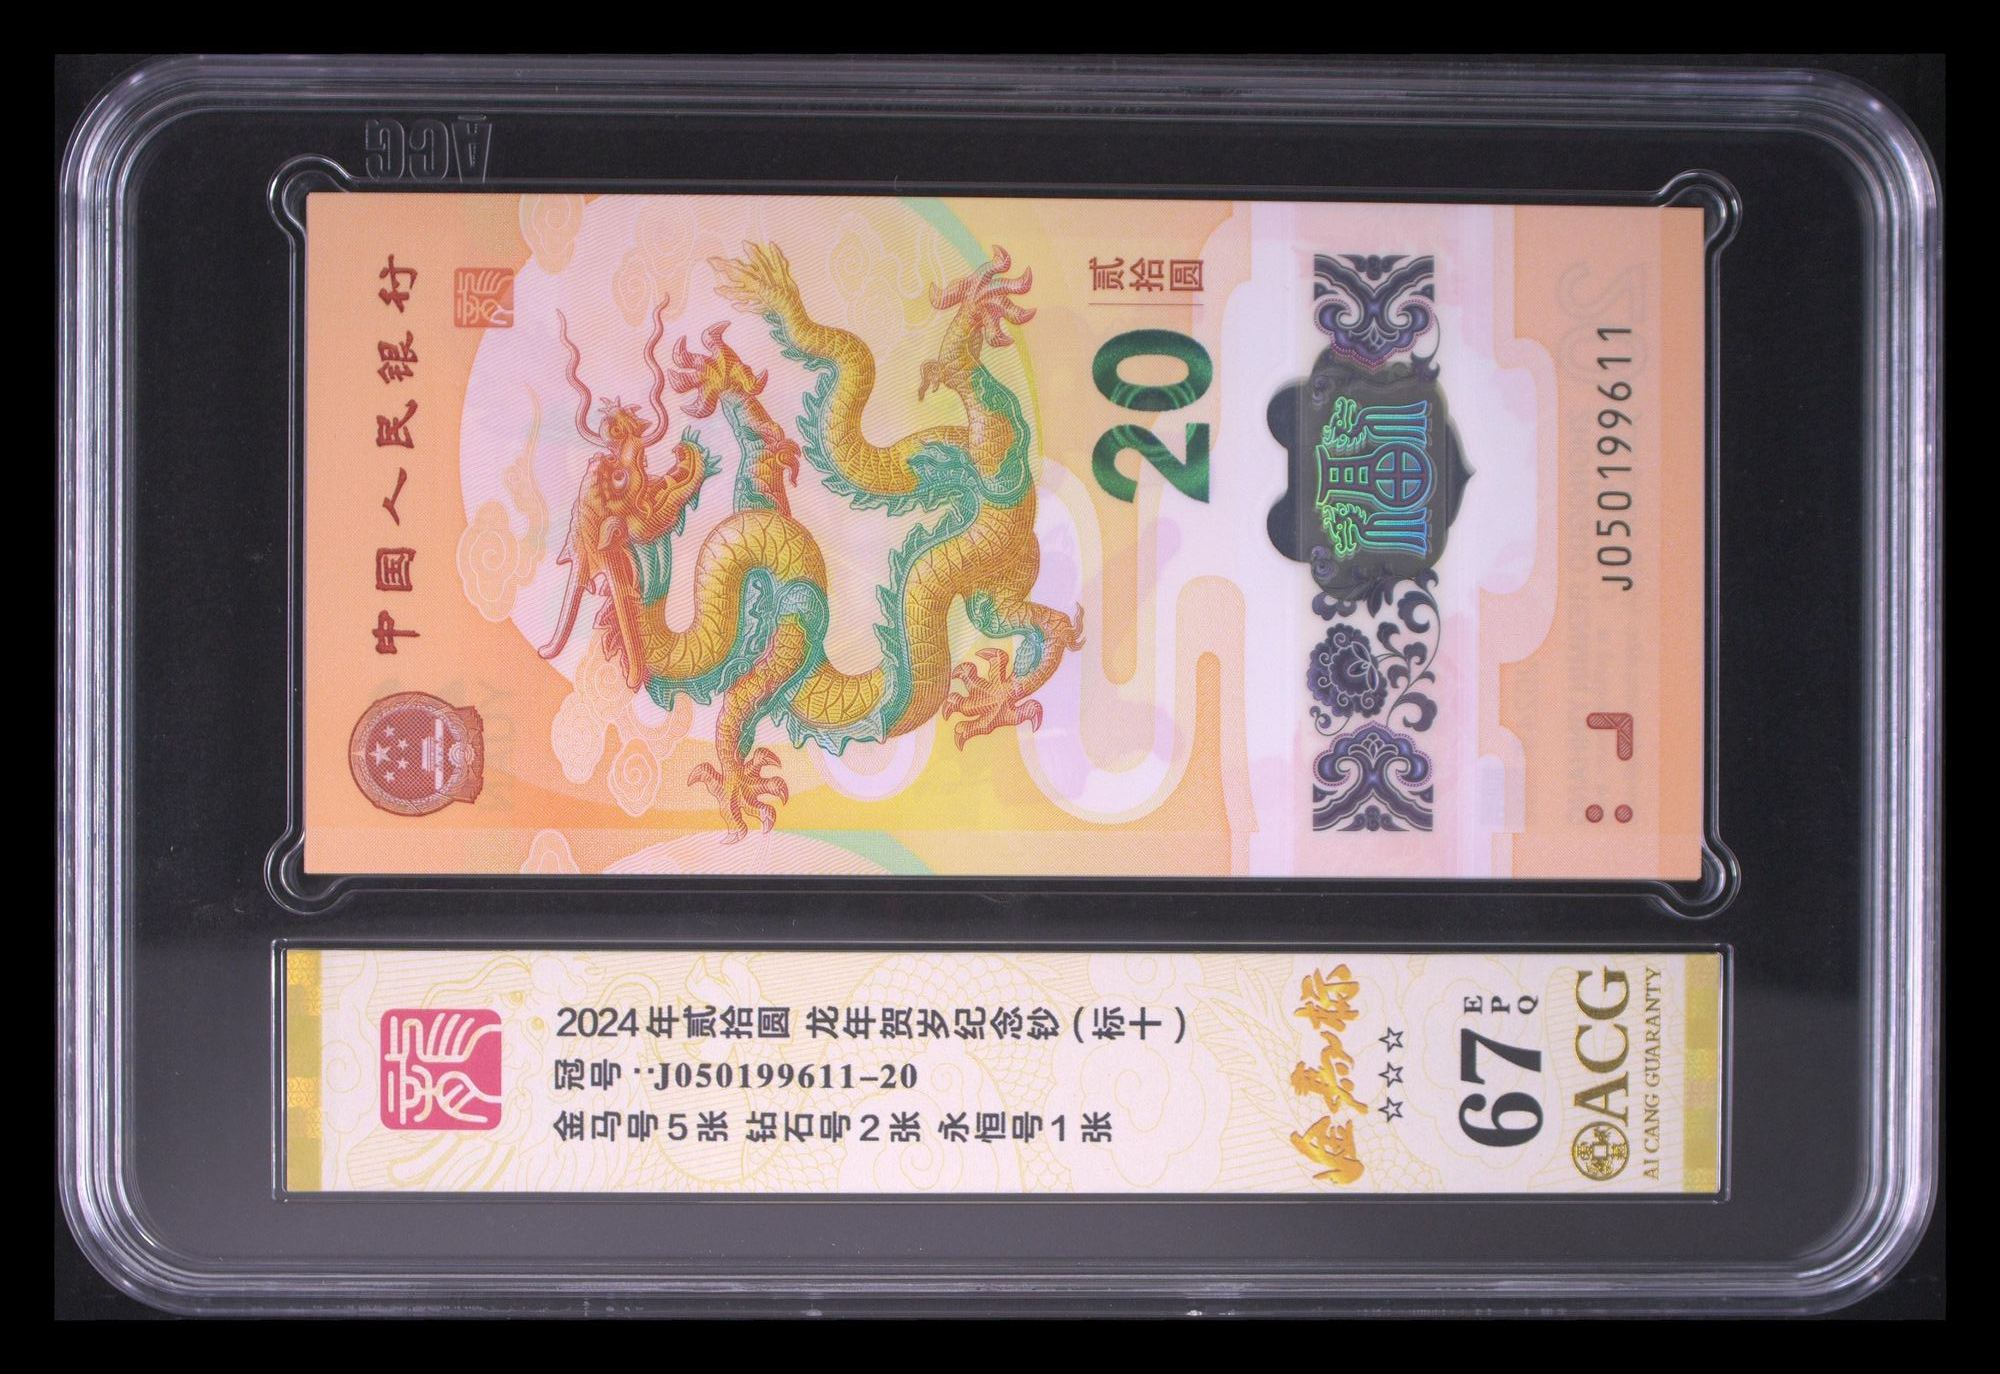 ACG
中国人民银行
贰拾圆
20
J050199611
2024年贰拾圆 龙年贺岁纪念钞（标十）
冠号：J050199611-20
金马号5张 钻石号2张 永恒号1张
金马标
☆☆☆
67
EPQ
ACG
AI CANG GUARANTY